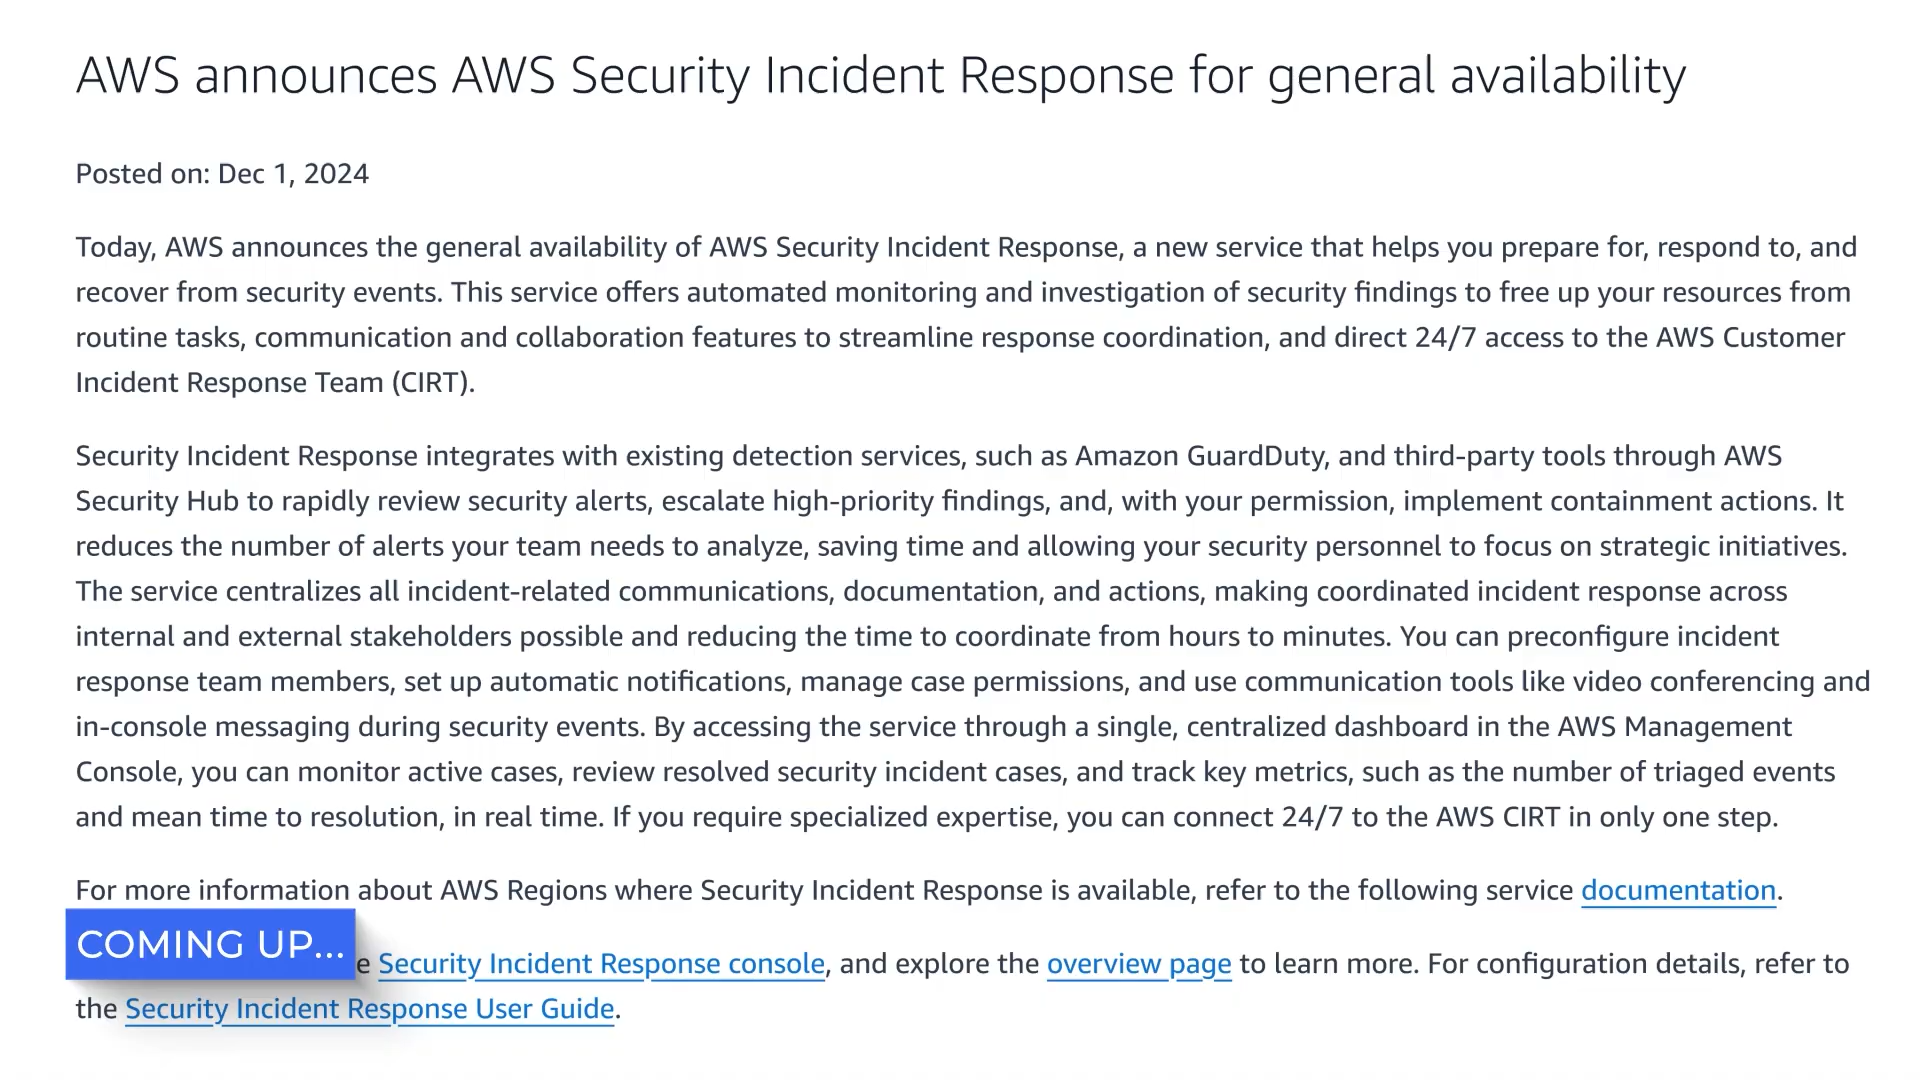 AWS announces AWS Security Incident Response for general availability
Posted on: Dec 1, 2024
Today, AWS announces the general availability of AWS Security Incident Response, a new service that helps you prepare for, respond to, and
recover from security events. This service offers automated monitoring and investigation of security findings to free up your resources from
routine tasks, communication and collaboration features to streamline response coordination, and direct 24/7 access to the AWS Customer
Incident Response Team (CIRT).
Security Incident Response integrates with existing detection services, such as Amazon GuardDuty, and third-party tools through AWS
Security Hub to rapidly review security alerts, escalate high-priority findings, and, with your permission, implement containment actions. It
reduces the number of alerts your team needs to analyze, saving time and allowing your security personnel to focus on strategic initiatives.
The service centralizes all incident-related communications, documentation, and actions, making coordinated incident response across
internal and external stakeholders possible and reducing the time to coordinate from hours to minutes. You can preconfigure incident
response team members, set up automatic notifications, manage case permissions, and use communication tools like video conferencing and
in-console messaging during security events. By accessing the service through a single, centralized dashboard in the AWS Management
Console, you can monitor active cases, review resolved security incident cases, and track key metrics, such as the number of triaged events
and mean time to resolution, in real time. If you require specialized expertise, you can connect 24/7 to the AWS CIRT in only one step.
For more information about AWS Regions where Security Incident Response is available, refer to the following service documentation.
COMING UP...
e Security Incident Response console, and explore the overview page to learn more. For configuration details, refer to
the Security Incident Response User Guide.